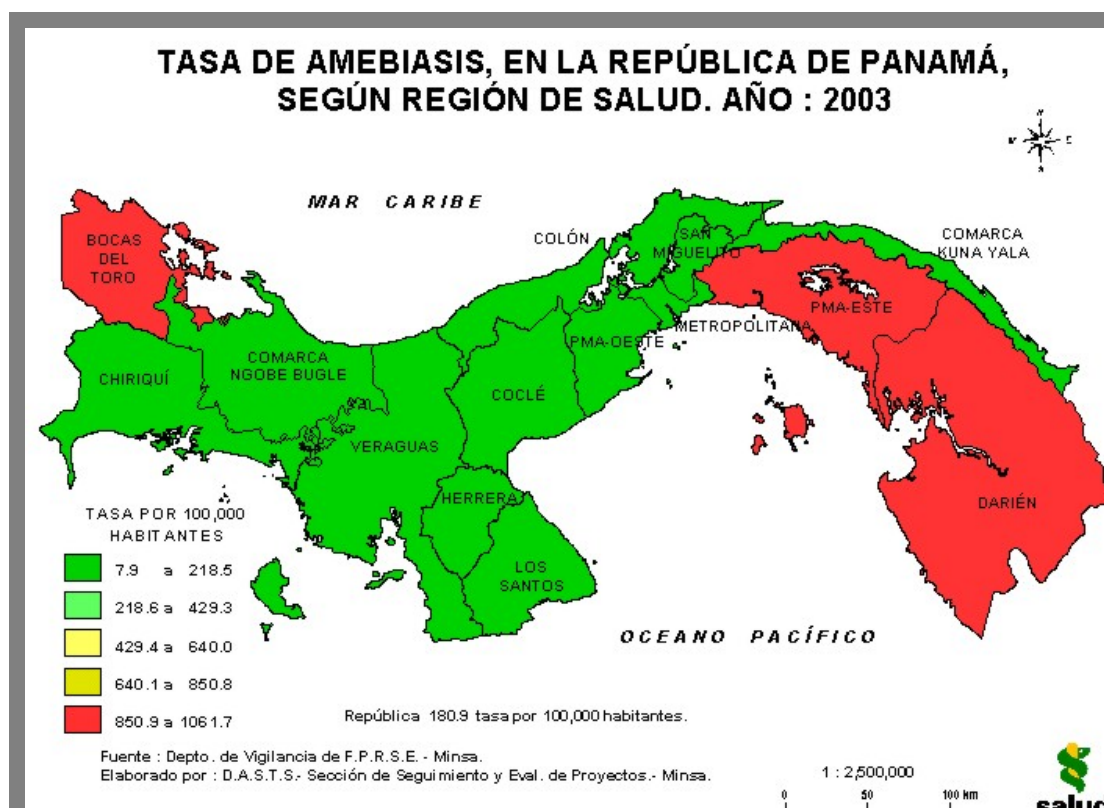 TASA DE AMEBIASIS, EN LA REPÚBLICA DE PANAMÁ,
SEGÚN REGIÓN DE SALUD. AÑO : 2003
N
W
E
S
MAR CARIBE
BOCAS
DEL
TORO
COLÓN
SAN
MIGUELITO
COMARCA
KUNA YALA
PMA-ESTE
METROPOLITANA
PMA-OESTE
CHIRIQUÍ
COMARCA
NGOBE BUGLE
COCLÉ
VERAGUAS
HERRERA
DARIÉN
LOS
SANTOS
TASA POR 100,000
HABITANTES
7.9 a 218.5
218.6 a 429.3
429.4 a 640.0
640.1 a 850.8
850.9 a 1061.7
OCEANO PACÍFICO
República 180.9 tasa por 100,000 habitantes.
Fuente : Depto. de Vigilancia de F.P.R.S.E. - Minsa.
Elaborado por : D.A.S.T.S.- Sección de Seguimiento y Eval. de Proyectos.- Minsa.
1 : 2,500,000
0 50 100 km
salud